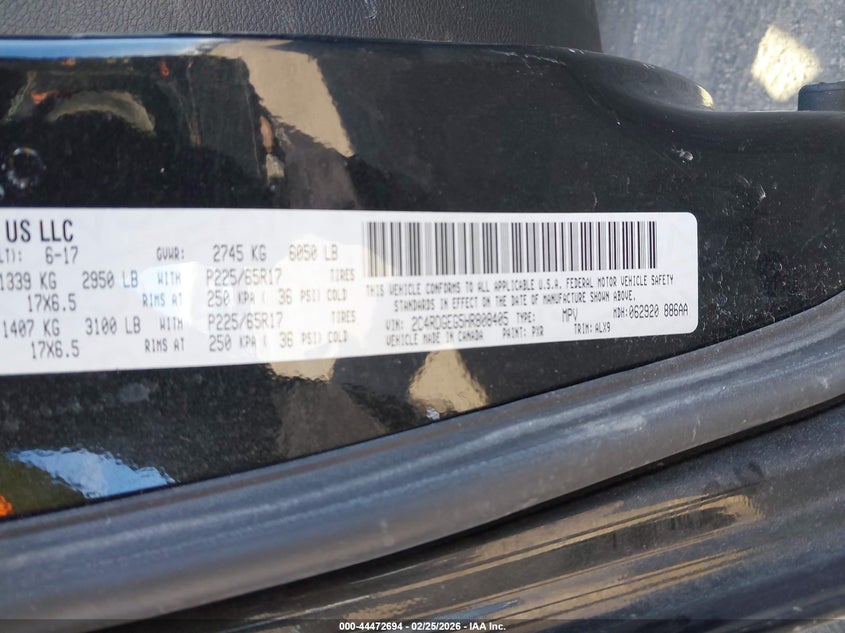 US LLC
LT): 6-17 GVWR: 2745 KG 6050 LB
1339 KG 2950 LB WITH P225/65R17 TIRES
17X6.5 RIMS AT 250 KPA ( 36 PSI) COLD
1407 KG 3100 LB WITH P225/65R17 TIRES
17X6.5 RIMS AT 250 KPA ( 36 PSI) COLD
THIS VEHICLE CONFORMS TO ALL APPLICABLE U.S.A. FEDERAL MOTOR VEHICLE SAFETY
STANDARDS IN EFFECT ON THE DATE OF MANUFACTURE SHOWN ABOVE.
VIN: 2C4RDGEG5HR808405 TYPE: MPV MDH: 062920 886AA
VEHICLE MADE IN CANADA PAINT: PXR TRIM: ALX9
000-44472694 - 02/25/2026 - IAA Inc.